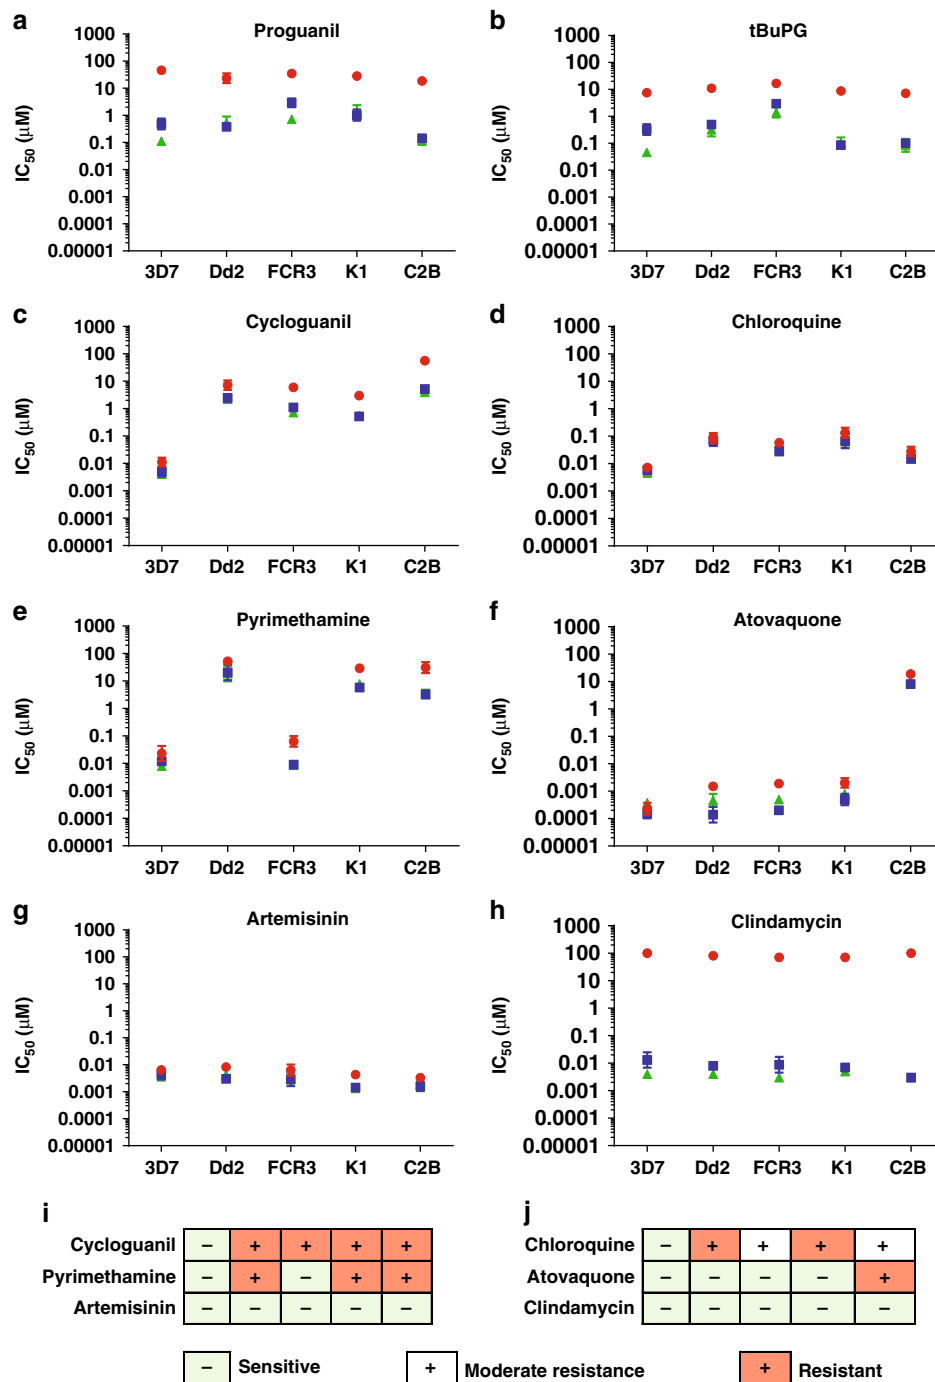 a
Proguanil
IC50 (μM)
1000
100
10
1
0.1
0.01
0.001
0.0001
0.00001
3D7 Dd2 FCR3 K1 C2B
b
tBuPG
IC50 (μM)
1000
100
10
1
0.1
0.01
0.001
0.0001
0.00001
3D7 Dd2 FCR3 K1 C2B
c
Cycloguanil
IC50 (μM)
1000
100
10
1
0.1
0.01
0.001
0.0001
0.00001
3D7 Dd2 FCR3 K1 C2B
d
Chloroquine
IC50 (μM)
1000
100
10
1
0.1
0.01
0.001
0.0001
0.00001
3D7 Dd2 FCR3 K1 C2B
e
Pyrimethamine
IC50 (μM)
1000
100
10
1
0.1
0.01
0.001
0.0001
0.00001
3D7 Dd2 FCR3 K1 C2B
f
Atovaquone
IC50 (μM)
1000
100
10
1
0.1
0.01
0.001
0.0001
0.00001
3D7 Dd2 FCR3 K1 C2B
g
Artemisinin
IC50 (μM)
1000
100
10
1
0.1
0.01
0.001
0.0001
0.00001
3D7 Dd2 FCR3 K1 C2B
h
Clindamycin
IC50 (μM)
1000
100
10
1
0.1
0.01
0.001
0.0001
0.00001
3D7 Dd2 FCR3 K1 C2B
i
Cycloguanil − + + + +
Pyrimethamine − + − + +
Artemisinin − − − − −
j
Chloroquine − + + + +
Atovaquone − − − − +
Clindamycin − − − − −
− Sensitive
+ Moderate resistance
+ Resistant